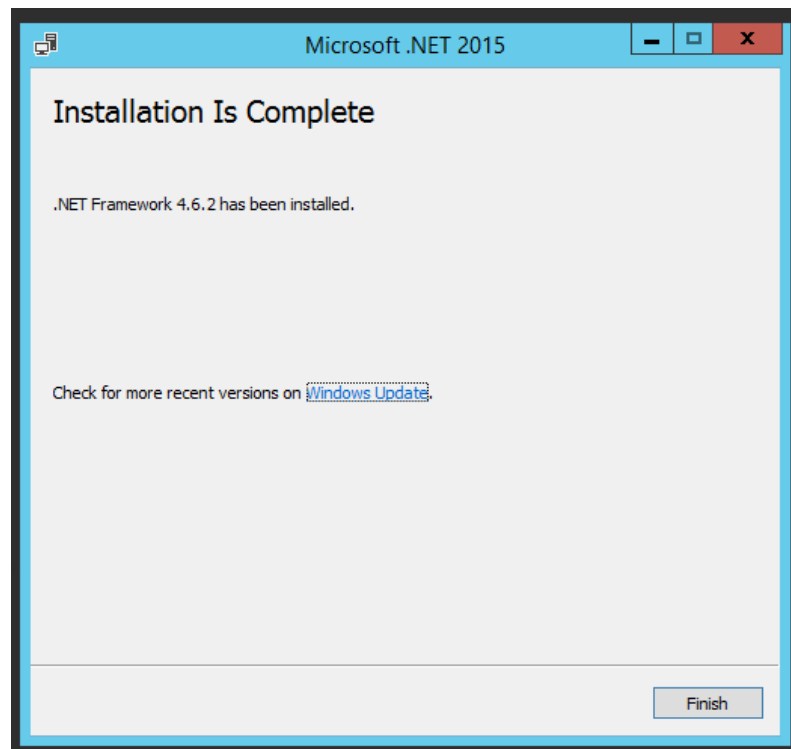 Microsoft .NET 2015
Installation Is Complete
.NET Framework 4.6.2 has been installed.
Check for more recent versions on Windows Update.
Finish